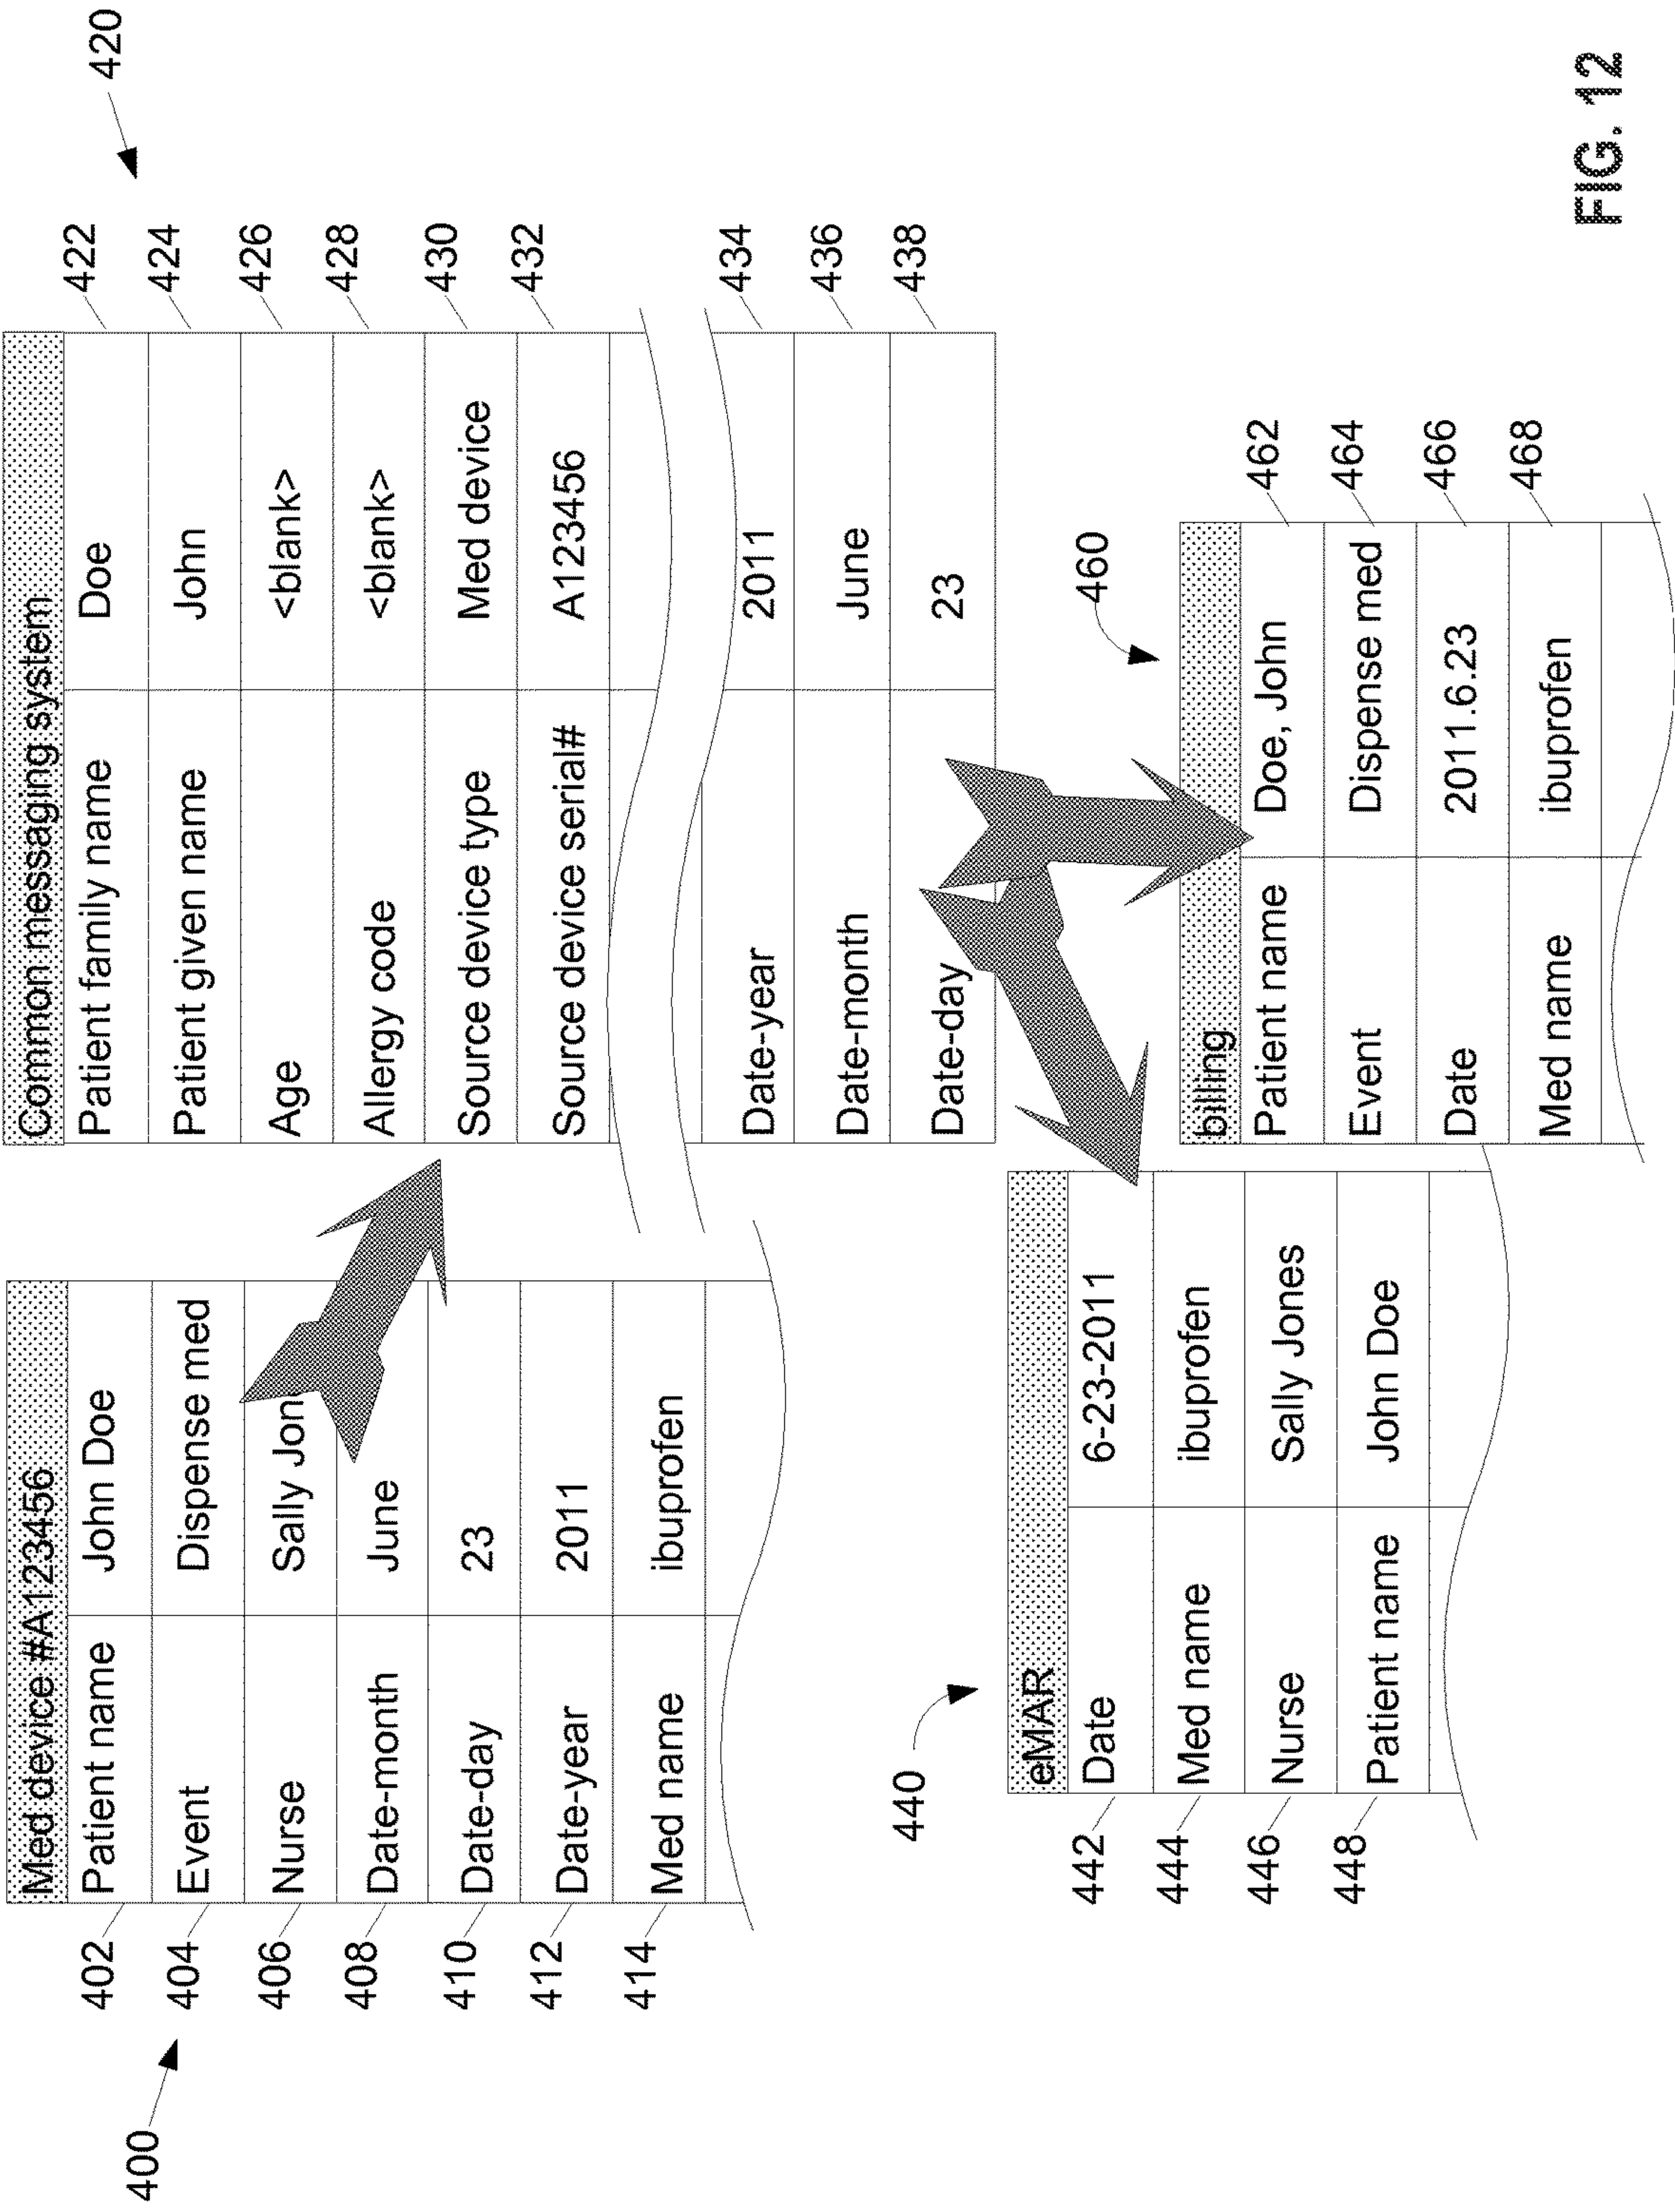 400
Med device #A123456
402 Patient name John Doe
404 Event Dispense med
406 Nurse Sally Jon
408 Date-month June
410 Date-day 23
412 Date-year 2011
414 Med name ibuprofen
420
Common messaging system
Patient family name Doe 422
Patient given name John 424
Age <blank> 426
Allergy code <blank> 428
Source device type Med device 430
Source device serial# A123456 432
Date-year 2011 434
Date-month June 436
Date-day 23 438
440
eMAR
442 Date 6-23-2011
444 Med name ibuprofen
446 Nurse Sally Jones
448 Patient name John Doe
460
billing
Patient name Doe, John 462
Event Dispense med 464
Date 2011.6.23 466
Med name ibuprofen 468
FIG. 12